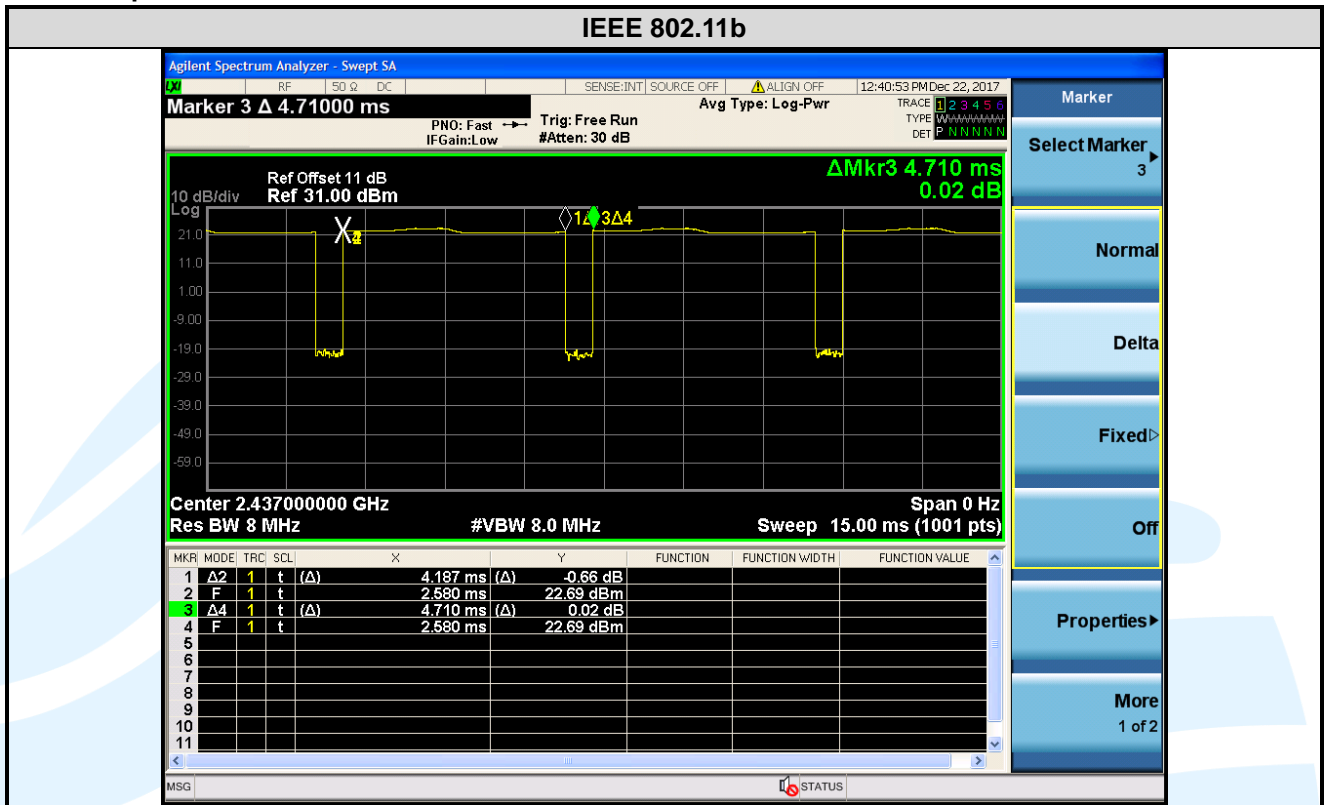 IEEE 802.11b
Agilent Spectrum Analyzer - Swept SA
LXI RF 50 Ω DC SENSE:INT SOURCE OFF ALIGN OFF 12:40:53 PM Dec 22, 2017
Marker 3 Δ 4.71000 ms
PNO: Fast
IFGain:Low
Trig: Free Run
#Atten: 30 dB
Avg Type: Log-Pwr
TRACE 1 2 3 4 5 6
TYPE
DET P N N N N N
ΔMkr3 4.710 ms
0.02 dB
Ref Offset 11 dB
10 dB/div Ref 31.00 dBm
Log
1Δ 3Δ4
21.0
11.0
1.00
-9.00
-19.0
-29.0
-39.0
-49.0
-59.0
Center 2.437000000 GHz Span 0 Hz
Res BW 8 MHz #VBW 8.0 MHz Sweep 15.00 ms (1001 pts)
MKR MODE TRC SCL X Y FUNCTION FUNCTION WIDTH FUNCTION VALUE
1 Δ2 1 t (Δ) 4.187 ms (Δ) -0.66 dB
2 F 1 t 2.580 ms 22.69 dBm
3 Δ4 1 t (Δ) 4.710 ms (Δ) 0.02 dB
4 F 1 t 2.580 ms 22.69 dBm
5
6
7
8
9
10
11
MSG STATUS
Marker
Select Marker
3
Normal
Delta
Fixed
Off
Properties
More
1 of 2